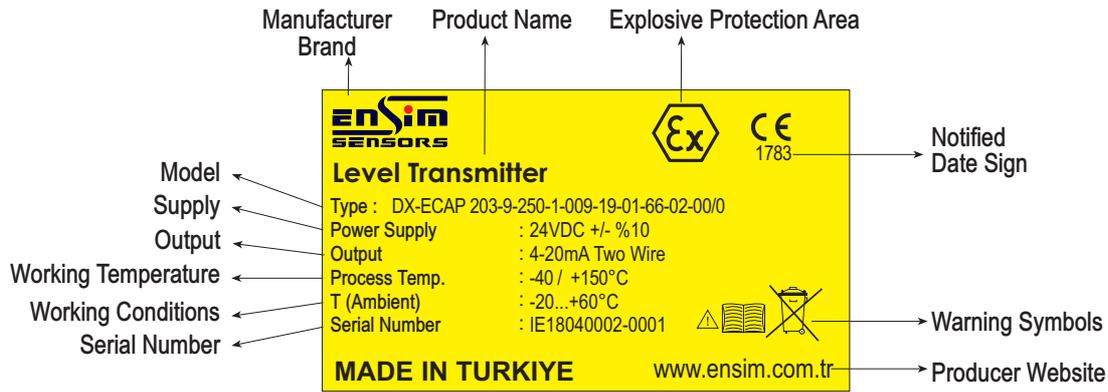 Manufacturer
Brand
Product Name
Explosive Protection Area
ensim
SENSORS
Ex
CE
1783
Notified
Date Sign
Level Transmitter
Model
Type : DX-ECAP 203-9-250-1-009-19-01-66-02-00/0
Supply
Power Supply : 24VDC +/- %10
Output
Output : 4-20mA Two Wire
Working Temperature
Process Temp. : -40 / +150°C
Working Conditions
T (Ambient) : -20...+60°C
Serial Number
Serial Number : IE18040002-0001
Warning Symbols
MADE IN TURKIYE
www.ensim.com.tr
Producer Website